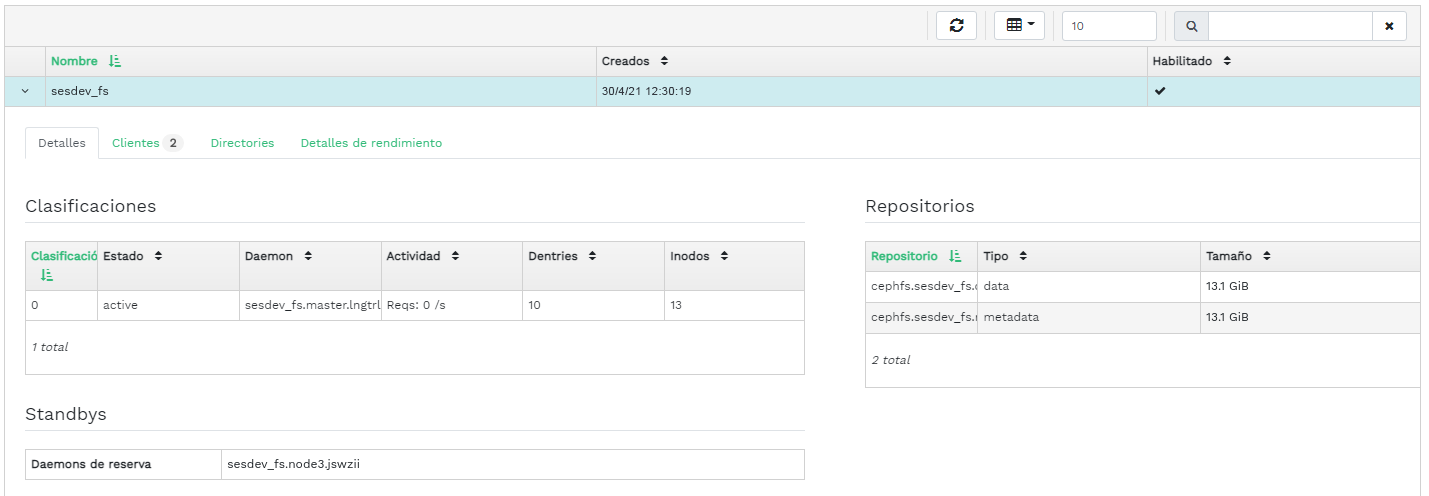 10
Nombre Creados Habilitado
sesdev_fs 30/4/21 12:30:19
Detalles Clientes 2 Directories Detalles de rendimiento
Clasificaciones
Clasificació Estado Daemon Actividad Dentries Inodos
0 active sesdev_fs.master.lngtrl Reqs: 0 /s 10 13
1 total
Repositorios
Repositorio Tipo Tamaño
cephfs.sesdev_fs. data 13.1 GiB
cephfs.sesdev_fs. metadata 13.1 GiB
2 total
Standbys
Daemons de reserva sesdev_fs.node3.jswzii